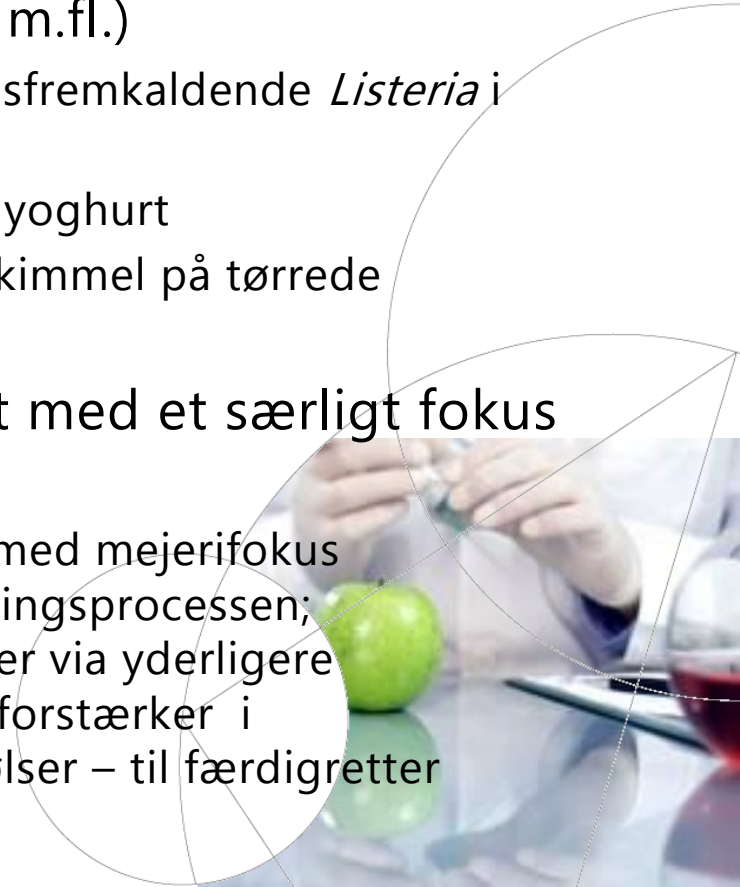 m.fl.)
sfremkaldende Listeria i
yoghurt
kimmel på tørrede
t med et særligt fokus
med mejerifokus
ingsprocessen;
er via yderligere
forstærker i
ølser – til færdigretter